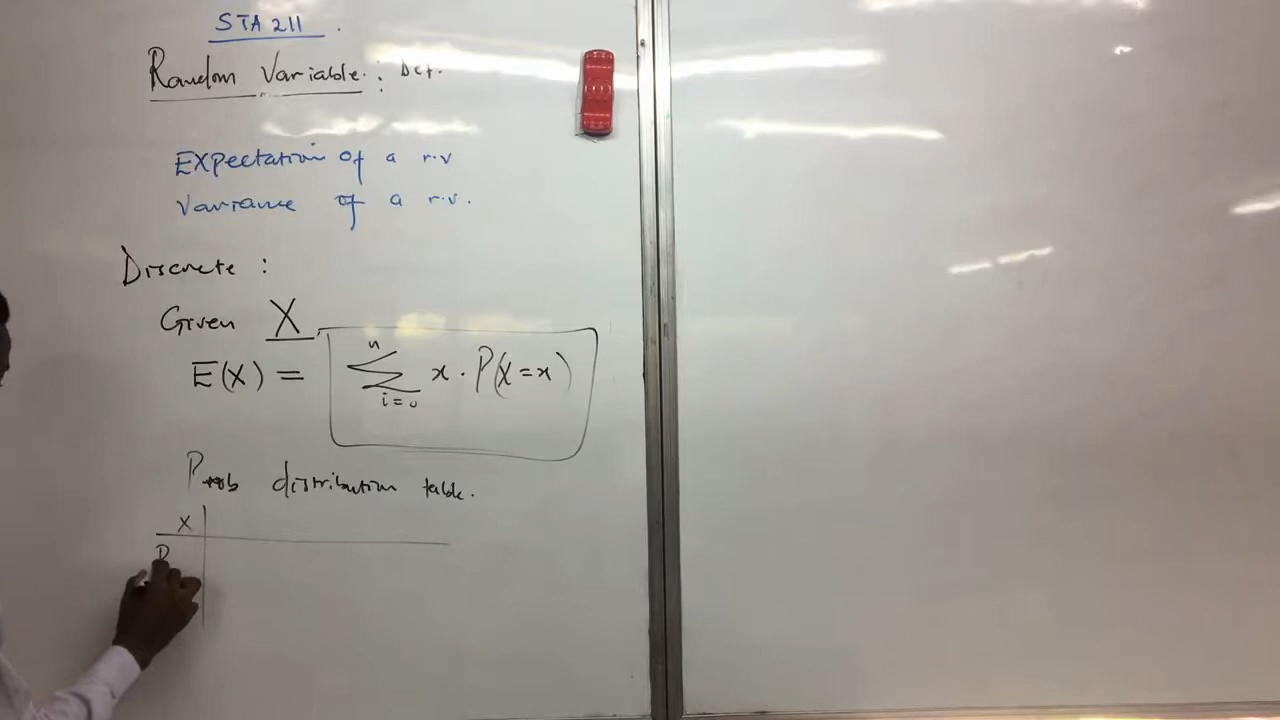 STA 211.
Random Variable. : Def.
Expectation of a r.v
Variance of a r.v.
Discrete :
Given X,
E(X) = n Σ i=0 x . P(X=x)
Prob distribution table.
X
P